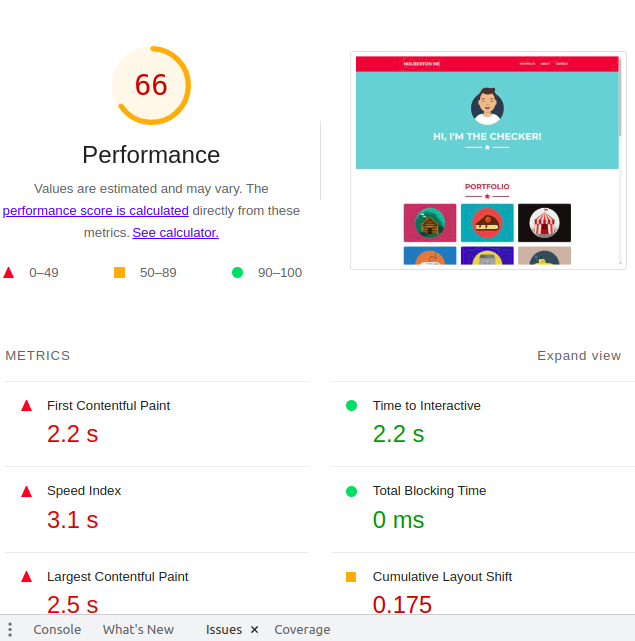 66
Performance
Values are estimated and may vary. The
performance score is calculated directly from these
metrics. See calculator.
0–49
50–89
90–100
HOLBERTON ME
PORTFOLIO ABOUT CONTACT
HI, I'M THE CHECKER!
PORTFOLIO
METRICS
Expand view
First Contentful Paint
2.2 s
Time to Interactive
2.2 s
Speed Index
3.1 s
Total Blocking Time
0 ms
Largest Contentful Paint
2.5 s
Cumulative Layout Shift
0.175
Console What's New Issues × Coverage